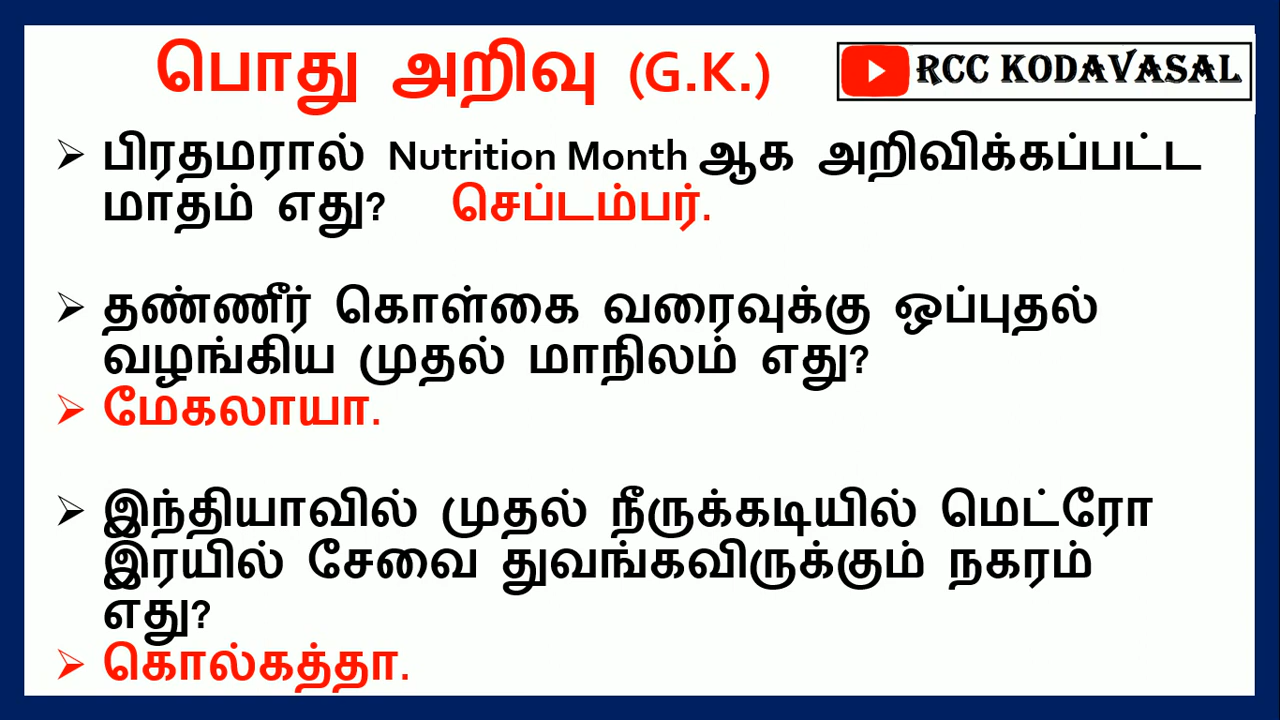 பொது அறிவு (G.K.)
RCC KODAVASAL
பிரதமரால் Nutrition Month ஆக அறிவிக்கப்பட்ட
மாதம் எது? செப்டம்பர்.
தண்ணீர் கொள்கை வரைவுக்கு ஒப்புதல்
வழங்கிய முதல் மாநிலம் எது?
மேகலாயா.
இந்தியாவில் முதல் நீருக்கடியில் மெட்ரோ
இரயில் சேவை துவங்கவிருக்கும் நகரம்
எது?
கொல்கத்தா.